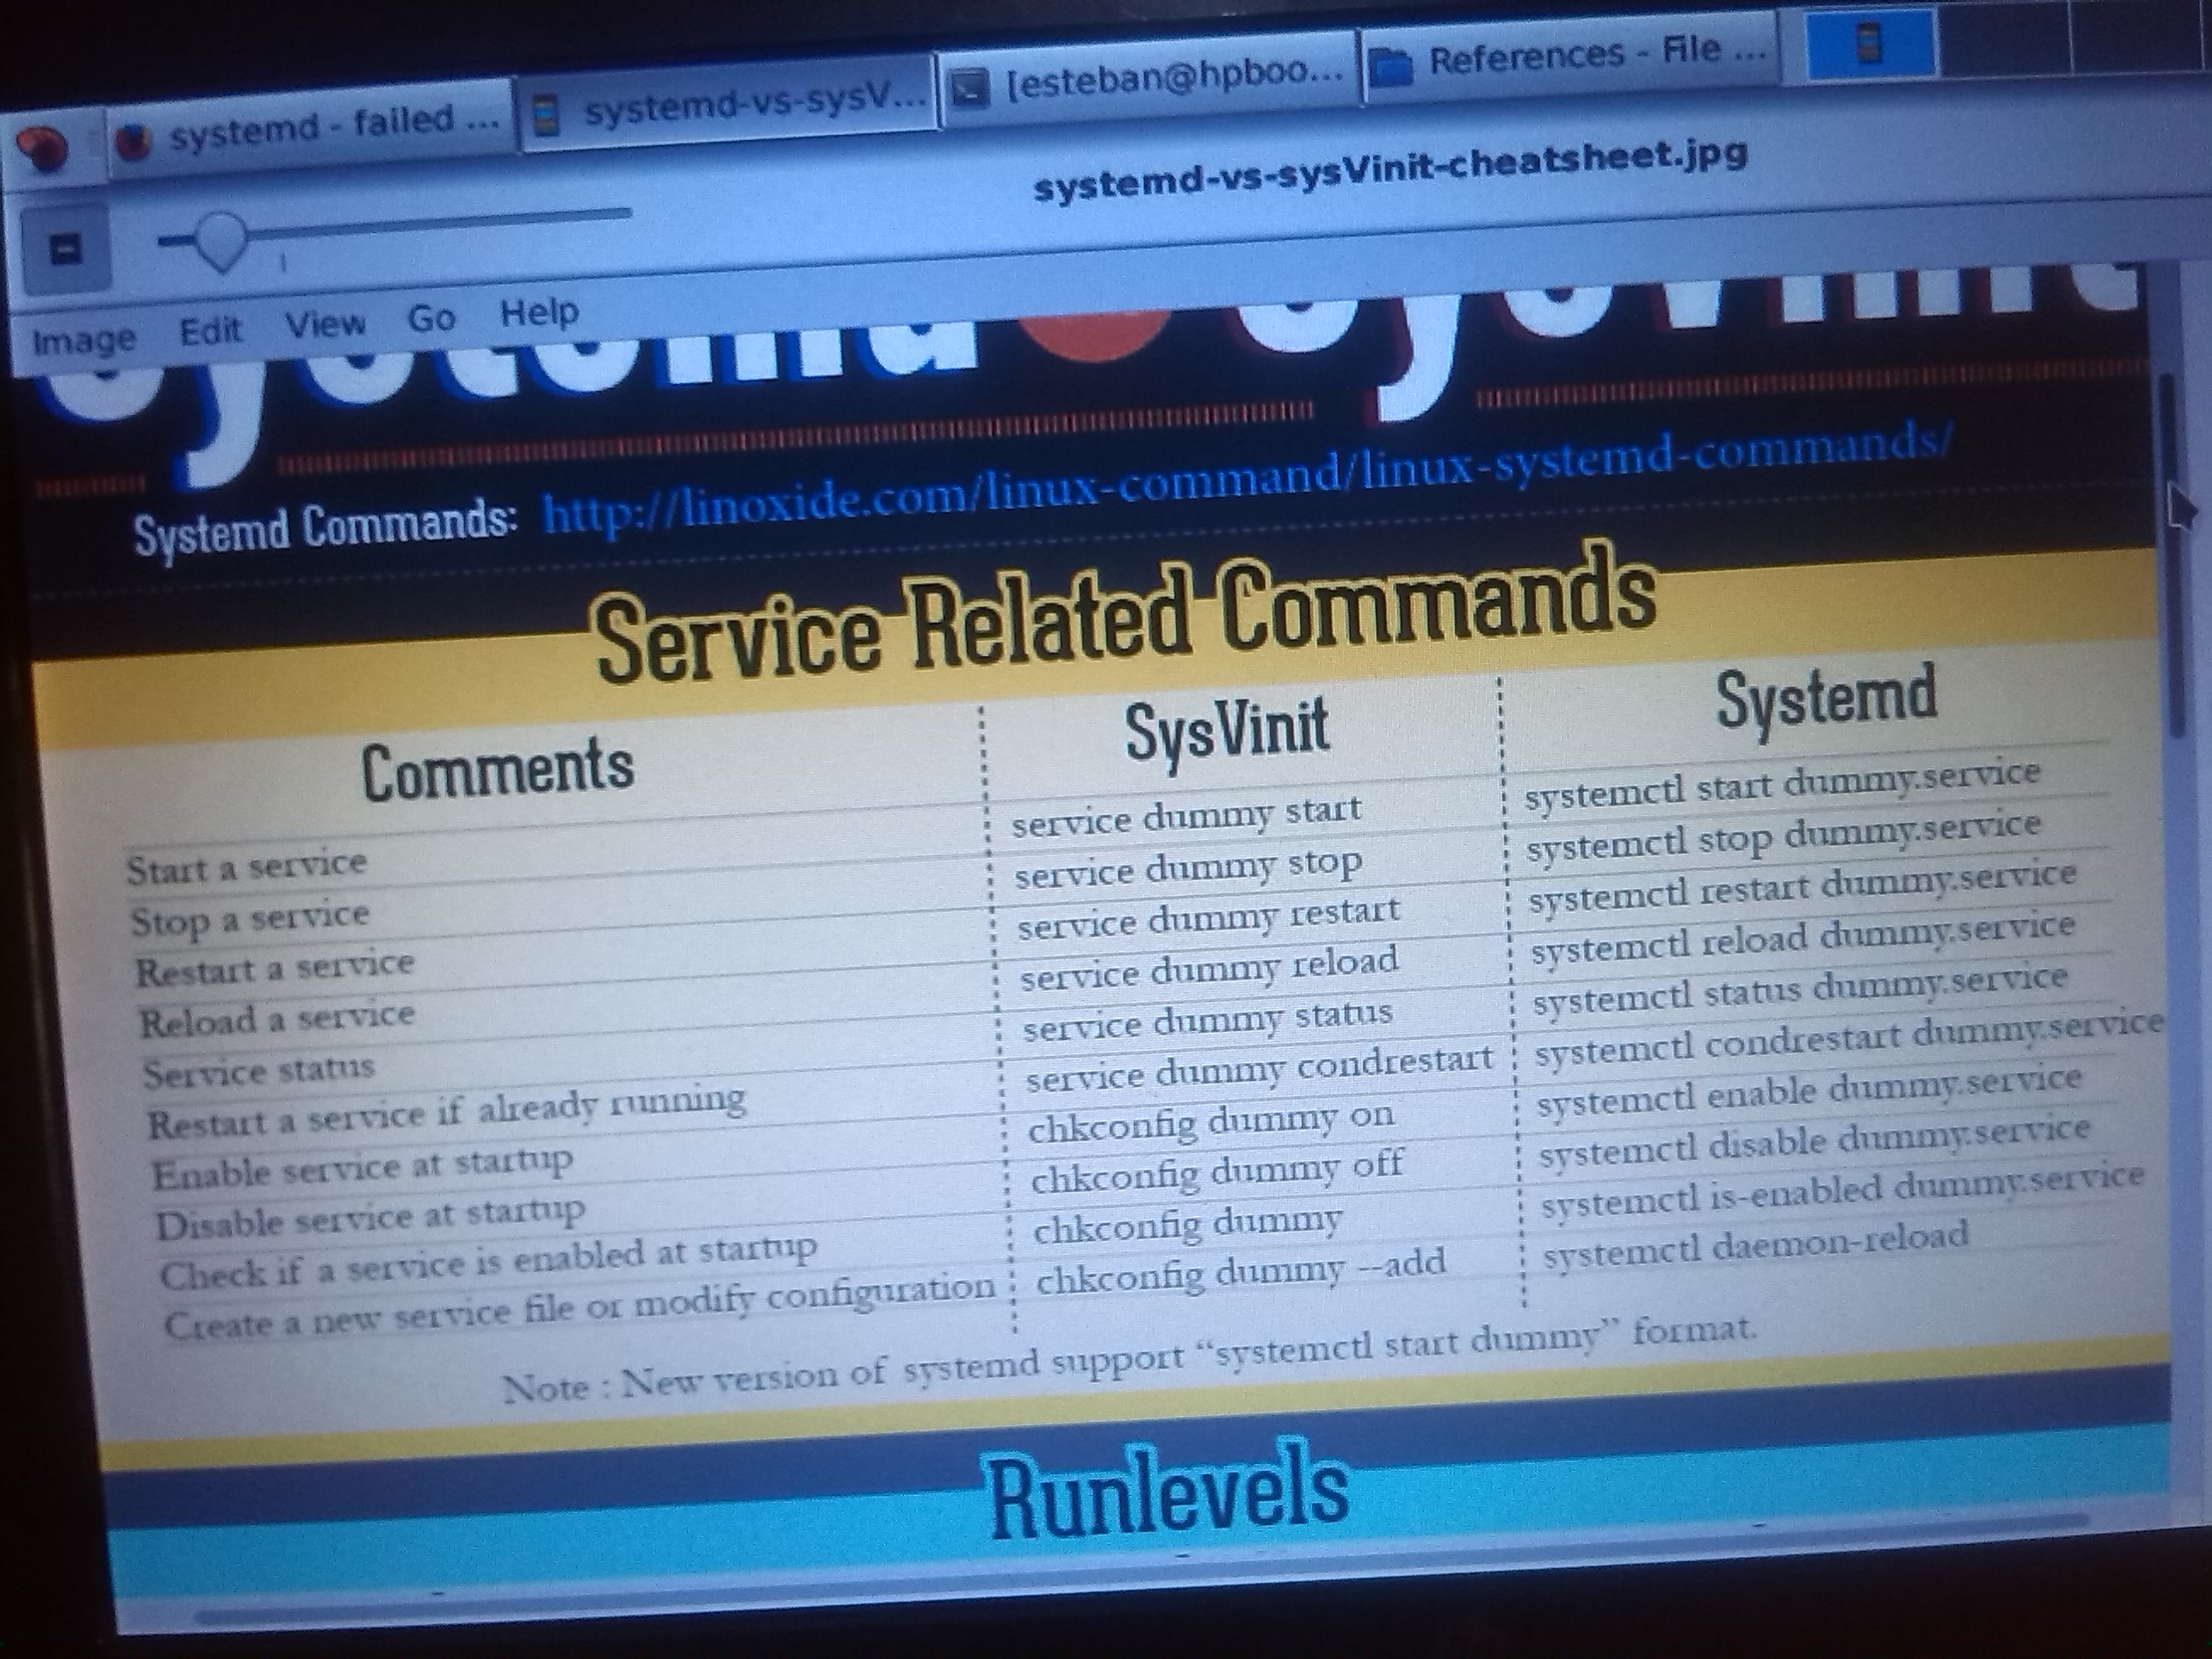 systemd - failed ...
systemd-vs-sysV...
[esteban@hpboo...
References - File ...
systemd-vs-sysVinit-cheatsheet.jpg
Image Edit View Go Help
Systemd Commands: http://linoxide.com/linux-command/linux-systemd-commands/
Service Related Commands
Comments SysVinit Systemd
Start a service service dummy start systemctl start dummy.service
Stop a service service dummy stop systemctl stop dummy.service
Restart a service service dummy restart systemctl restart dummy.service
Reload a service service dummy reload systemctl reload dummy.service
Service status service dummy status systemctl status dummy.service
Restart a service if already running service dummy condrestart systemctl condrestart dummy.service
Enable service at startup chkconfig dummy on systemctl enable dummy.service
Disable service at startup chkconfig dummy off systemctl disable dummy.service
Check if a service is enabled at startup chkconfig dummy systemctl is-enabled dummy.service
Create a new service file or modify configuration chkconfig dummy --add systemctl daemon-reload
Note : New version of systemd support “systemctl start dummy” format.
Runlevels